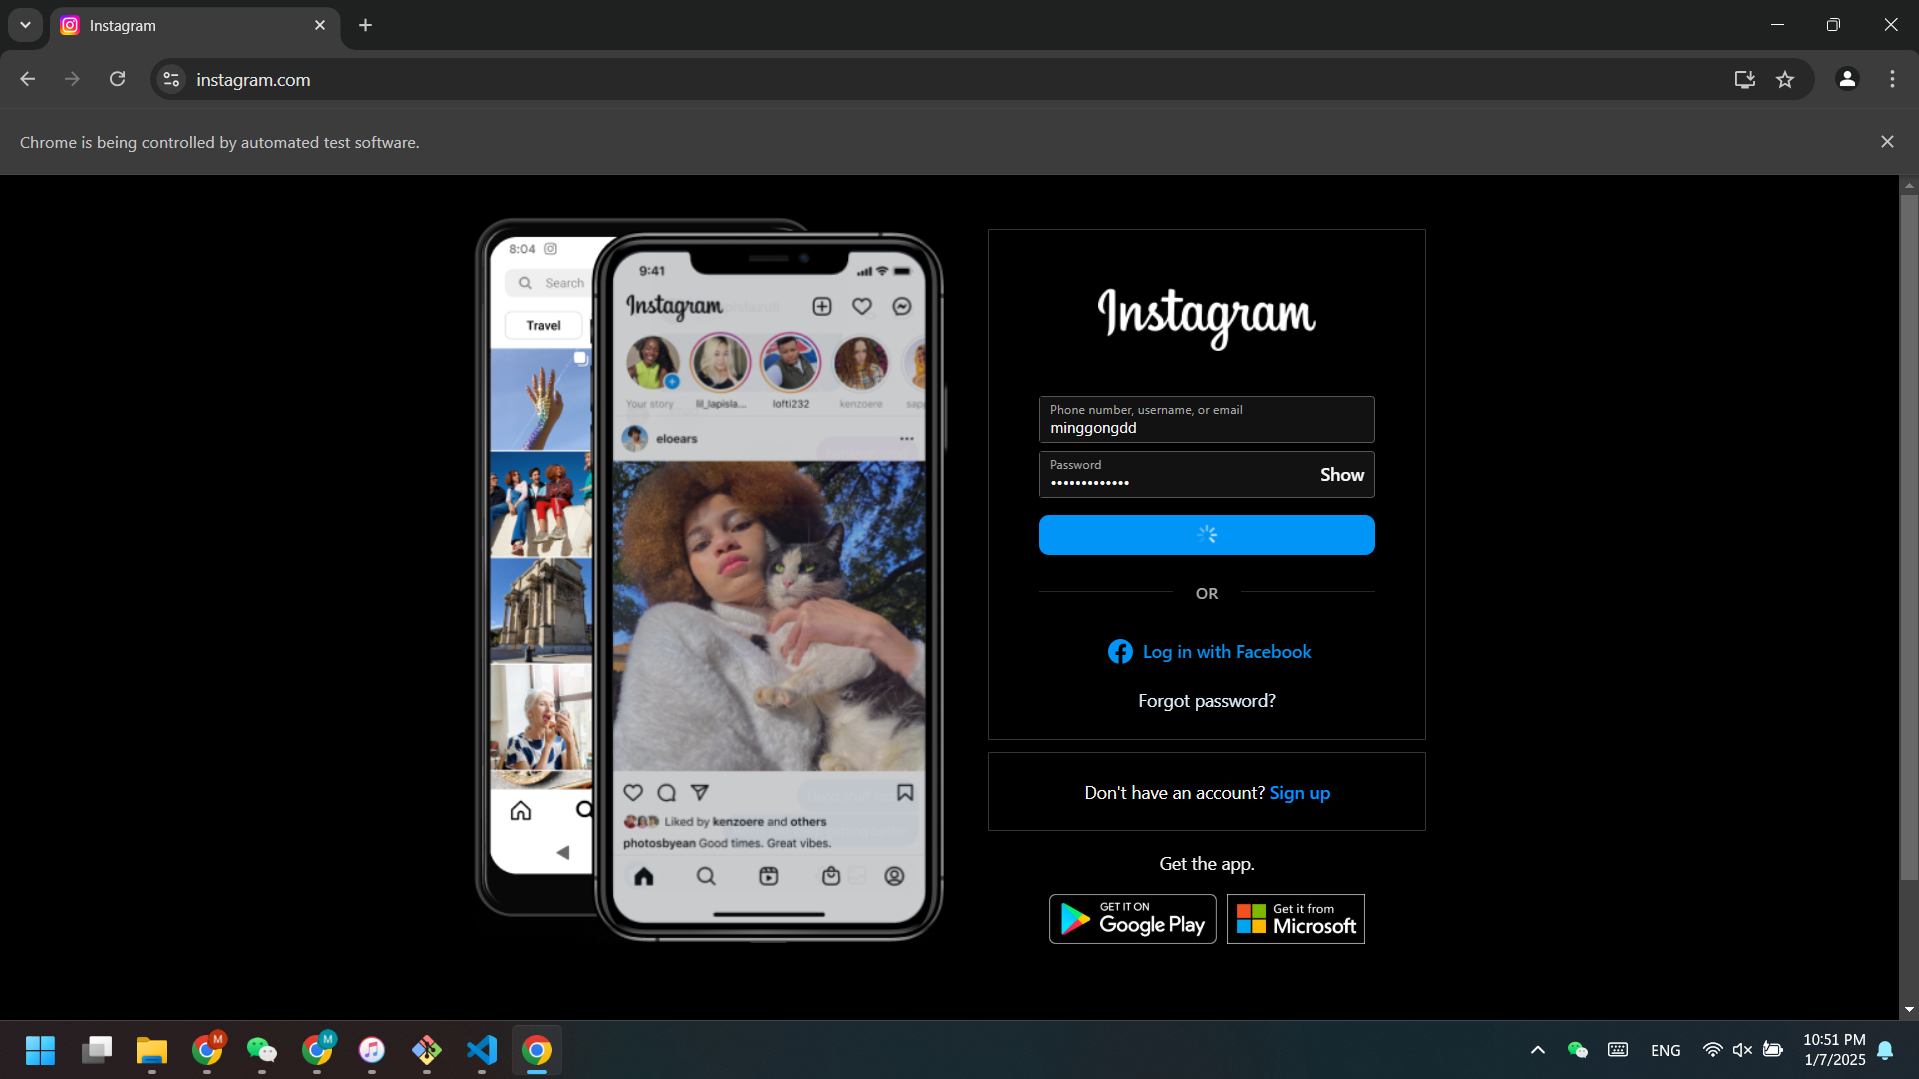 Instagram
instagram.com
Chrome is being controlled by automated test software.
8:04
Search
Travel
9:41
Instagram
Your story
lil_lapisla...
lofti232
kenzoere
eloears
Liked by kenzoere and others
photosbyean Good times. Great vibes.
Instagram
Phone number, username, or email
minggongdd
Password
•••••••••••••
Show
OR
Log in with Facebook
Forgot password?
Don't have an account? Sign up
Get the app.
GET IT ON
Google Play
Get it from
Microsoft
M
M
ENG
10:51 PM
1/7/2025